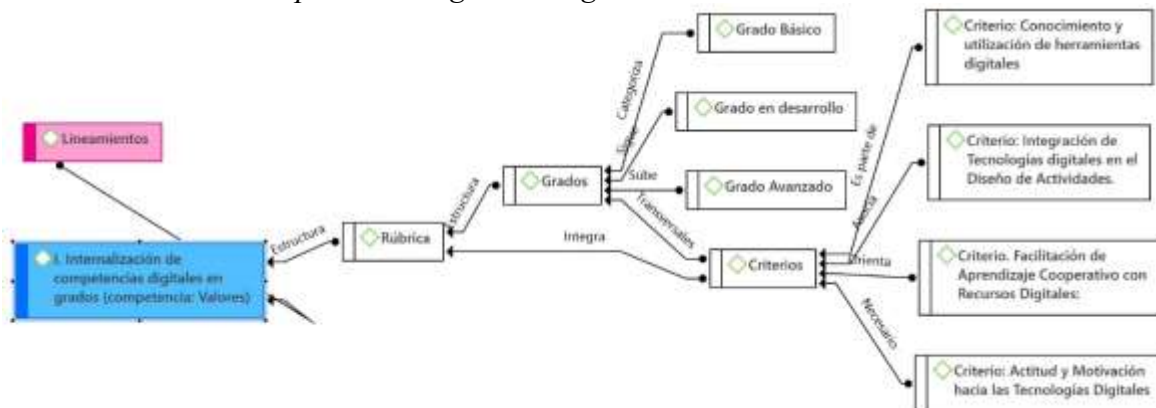 Lineamientos
I. Internalización de
competencias digitales en
grados (competencia: Valores)
Estructura
Rúbrica
Estructura
Integra
Grados
Categoriza
Sigue
Sube
Transversales
Grado Básico
Grado en desarrollo
Grado Avanzado
Criterios
Es parte de
Orienta
Necesario
Criterio: Conocimiento y
utilización de herramientas
digitales
Criterio: Integración de
Tecnologías digitales en el
Diseño de Actividades.
Criterio. Facilitación de
Aprendizaje Cooperativo con
Recursos Digitales:
Criterio: Actitud y Motivación
hacia las Tecnologías Digitales